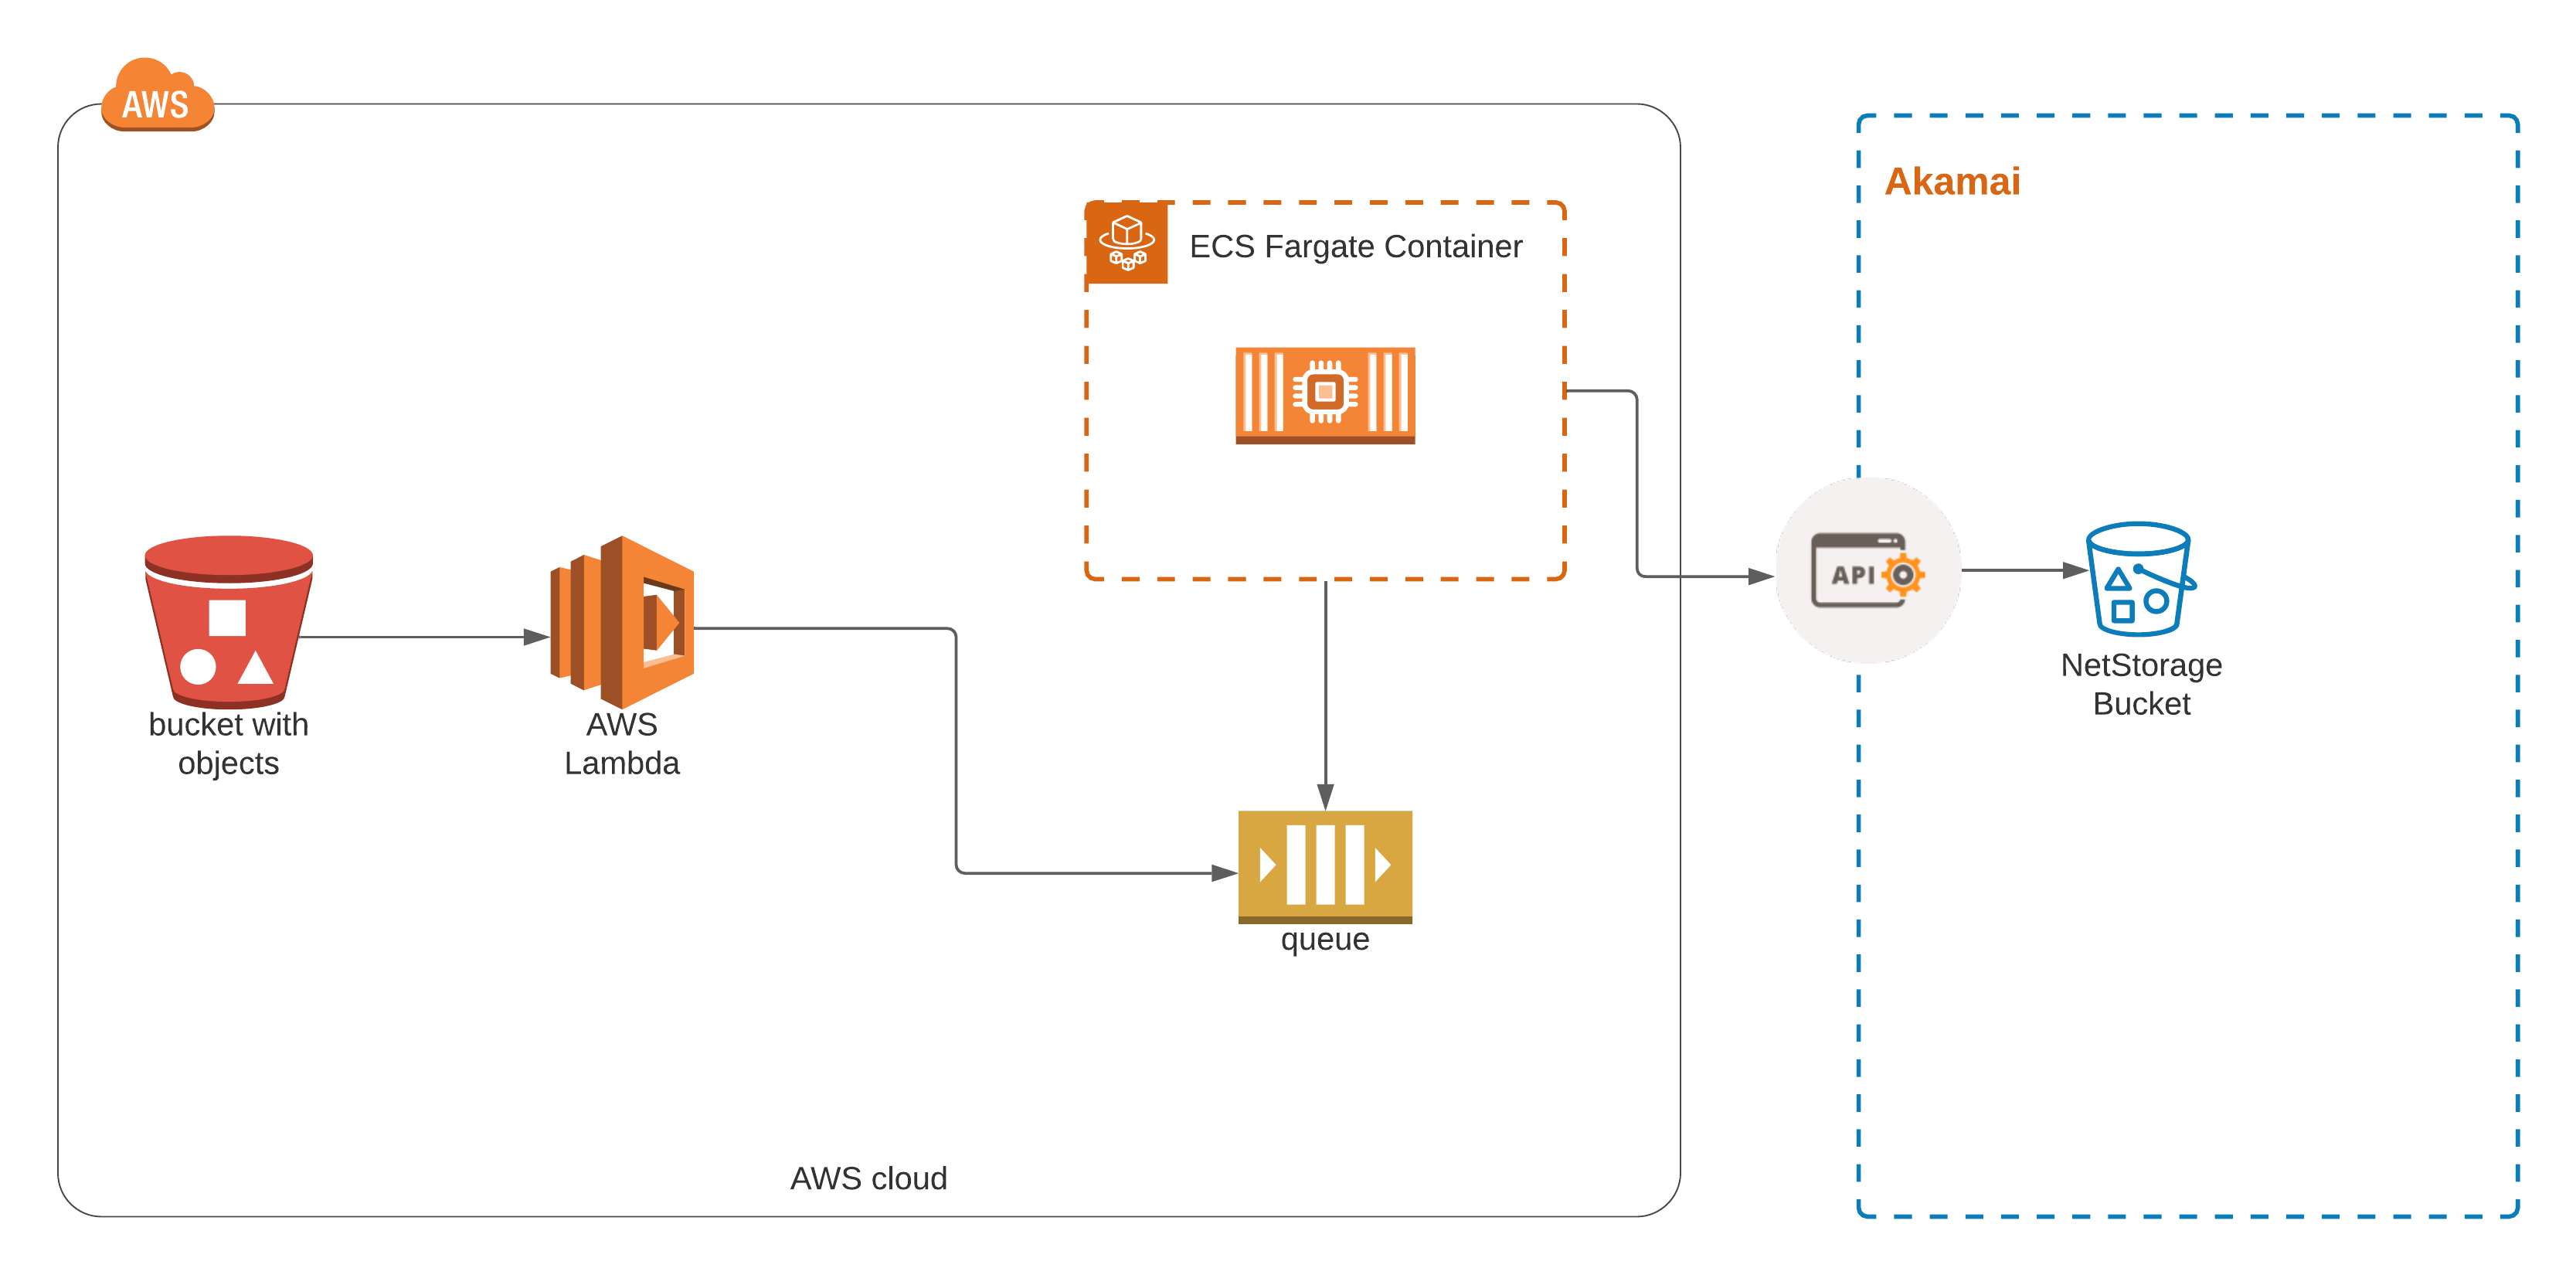 AWS
Akamai
ECS Fargate Container
API
NetStorage
Bucket
bucket with
objects
AWS
Lambda
queue
AWS cloud